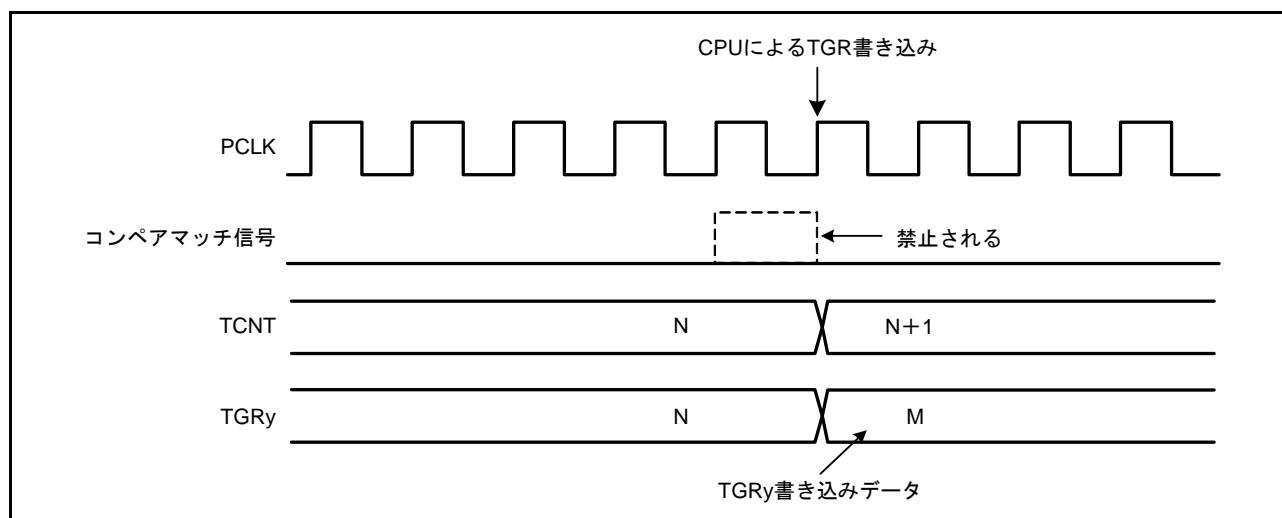 CPUによるTGR書き込み
PCLK
コンペアマッチ信号
禁止される
TCNT
N
N+1
TGRy
N
M
TGRy書き込みデータ